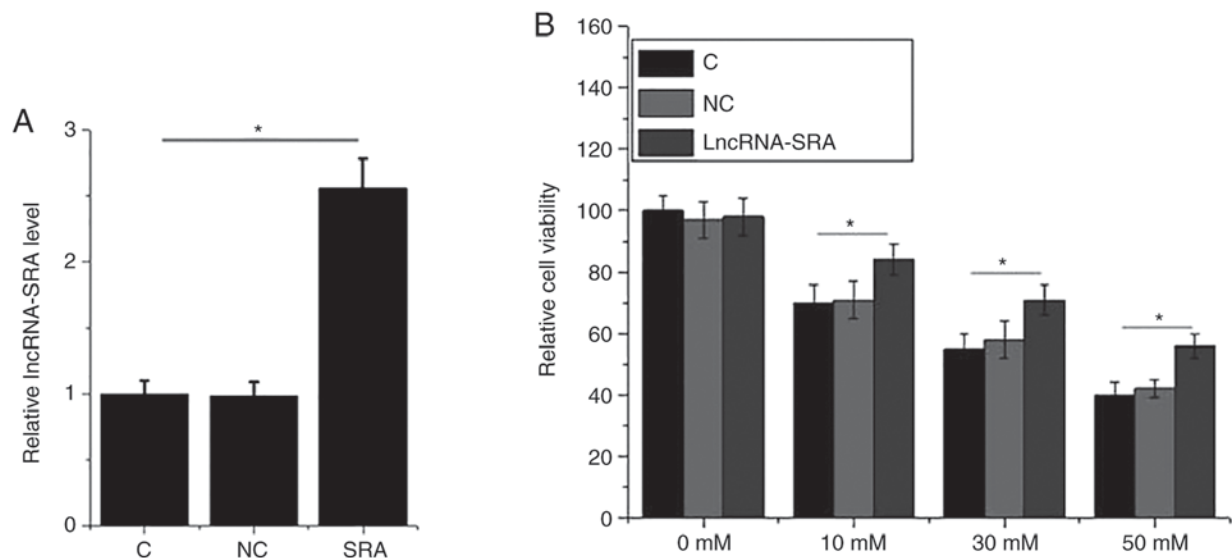 A
Relative lncRNA-SRA level
3
2
1
0
*
C NC SRA
B
Relative cell viability
160
140
120
100
80
60
40
20
0
C
NC
LncRNA-SRA
*
*
*
0 mM 10 mM 30 mM 50 mM